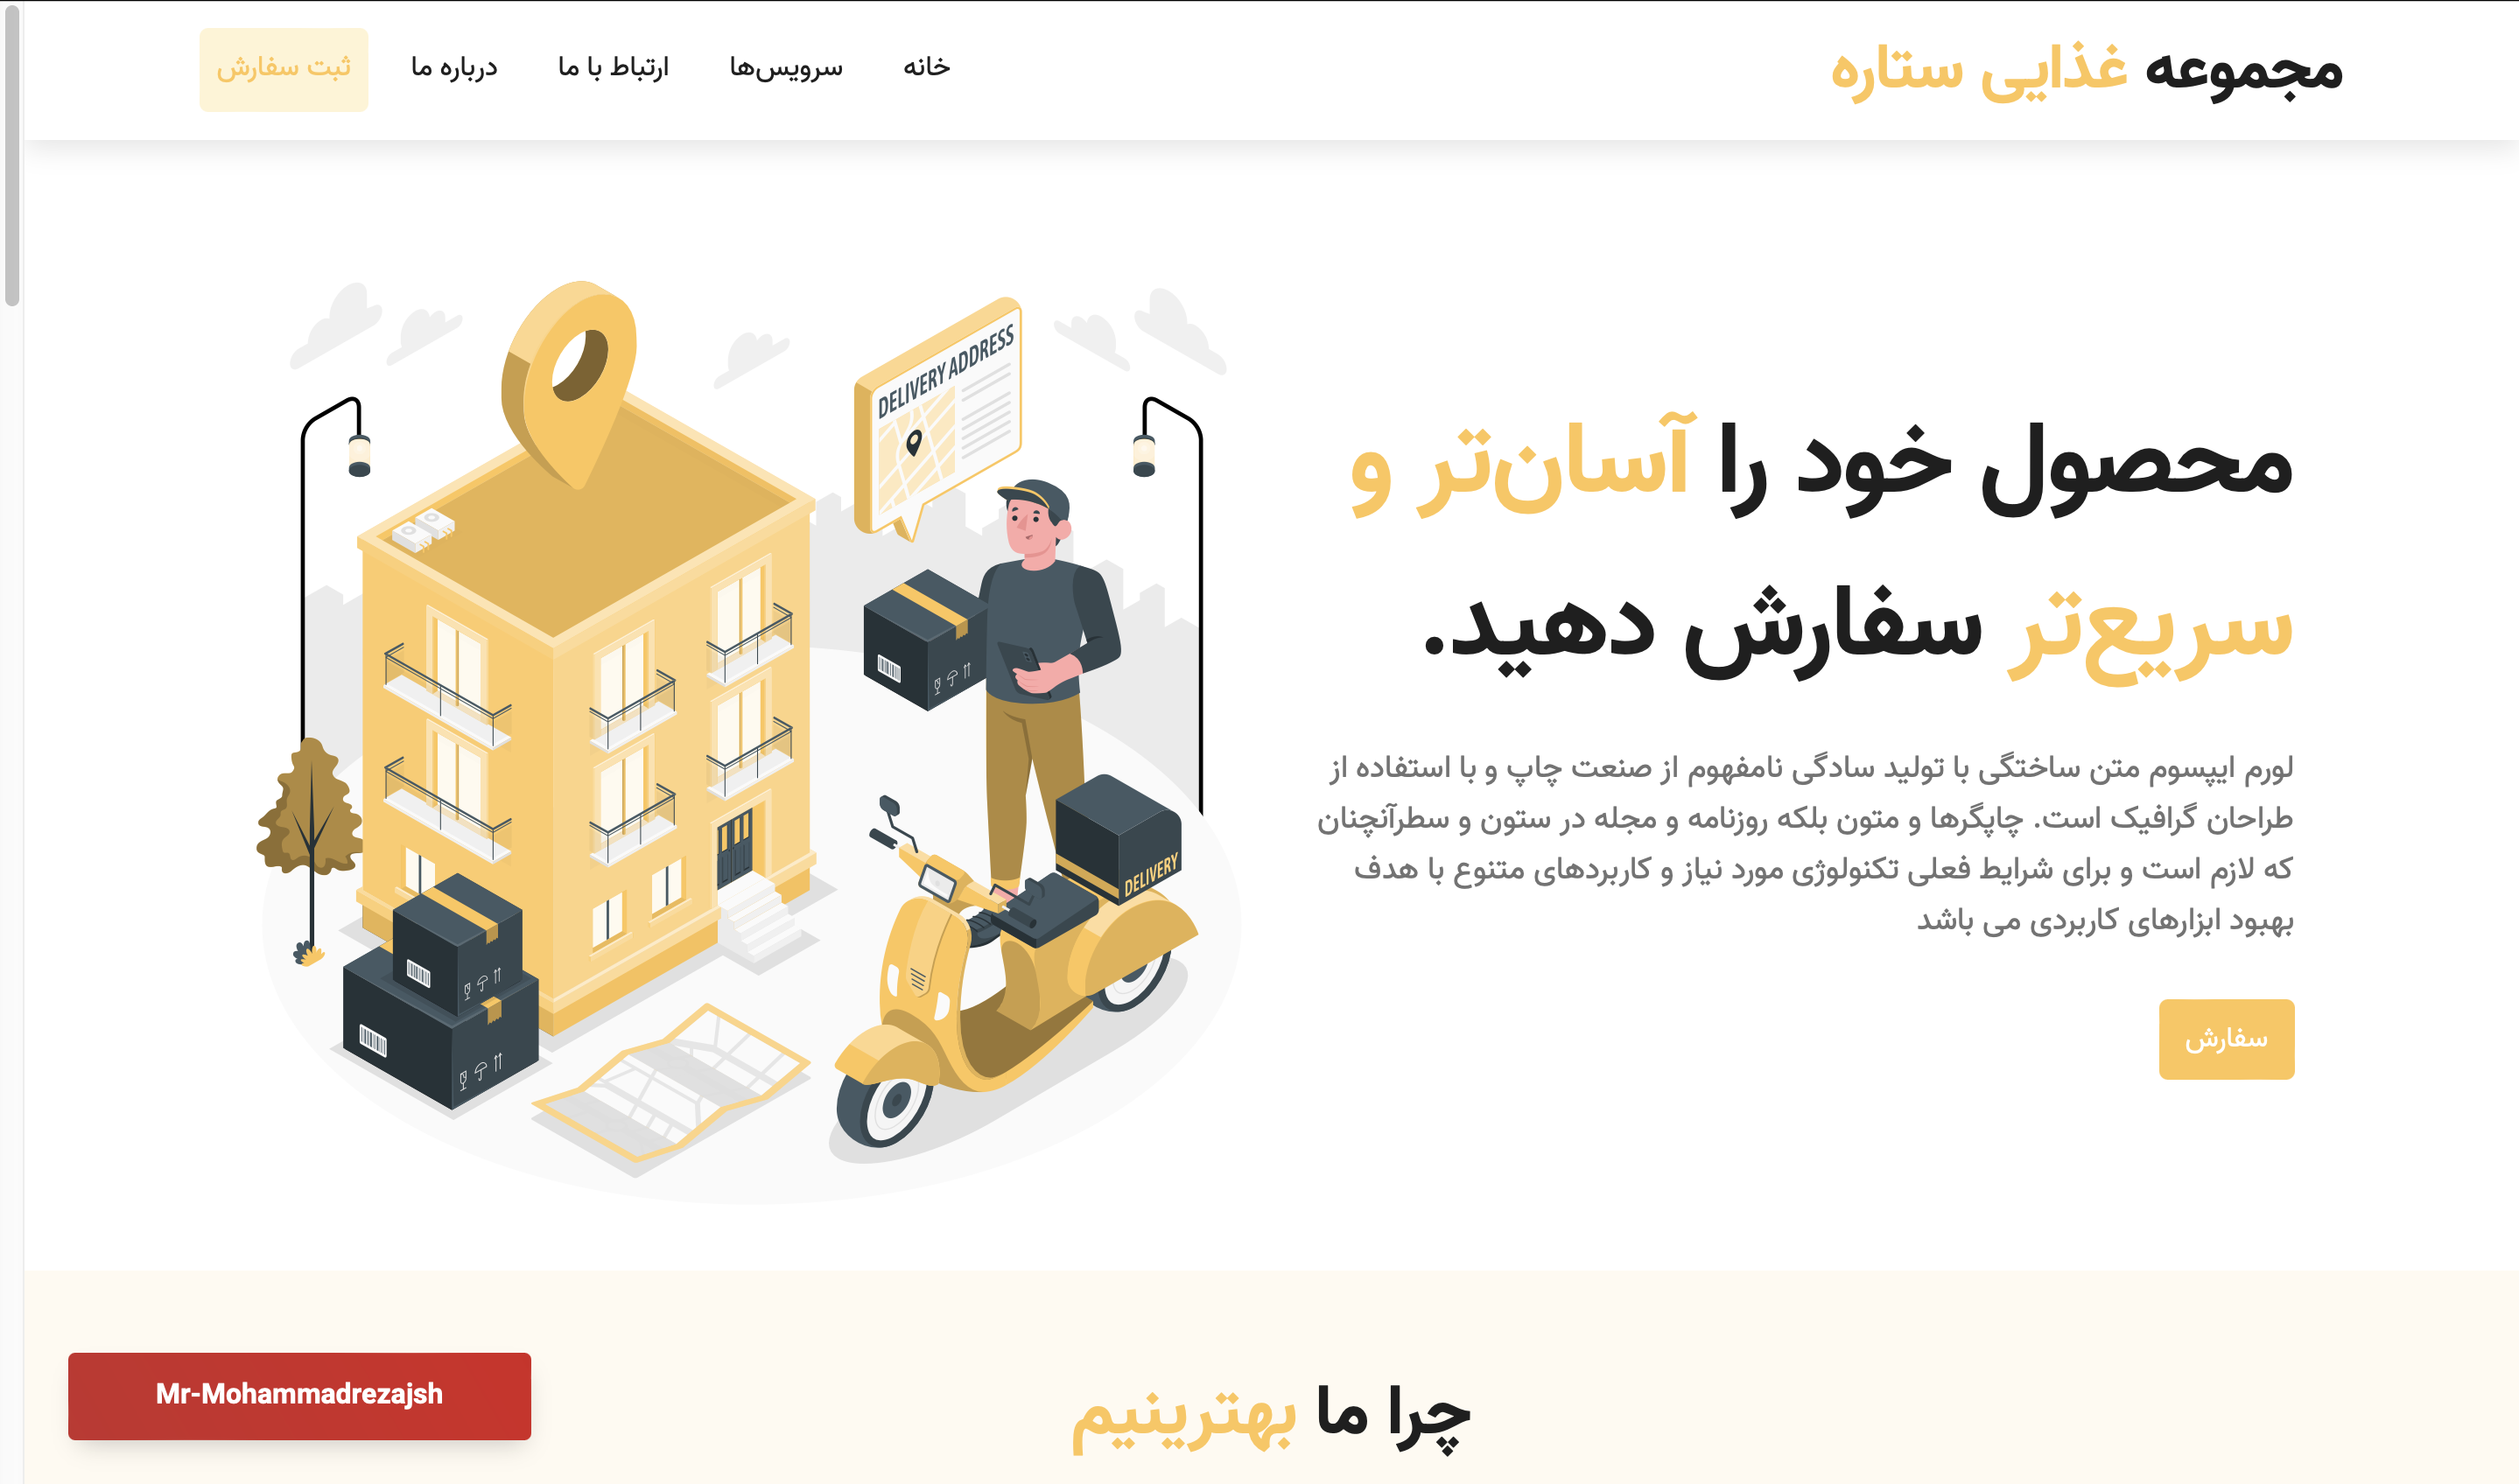 مجموعه غذایی ستاره
خانه
سرویس‌ها
ارتباط با ما
درباره ما
ثبت سفارش
محصول خود را آسان‌تر و
سریع‌تر سفارش دهید.
لورم ایپسوم متن ساختگی با تولید سادگی نامفهوم از صنعت چاپ و با استفاده از
طراحان گرافیک است. چاپگرها و متون بلکه روزنامه و مجله در ستون و سطرآنچنان
که لازم است و برای شرایط فعلی تکنولوژی مورد نیاز و کاربردهای متنوع با هدف
بهبود ابزارهای کاربردی می باشد
سفارش
DELIVERY ADDRESS
DELIVERY
چرا ما بهترینیم
Mr-Mohammadrezajsh